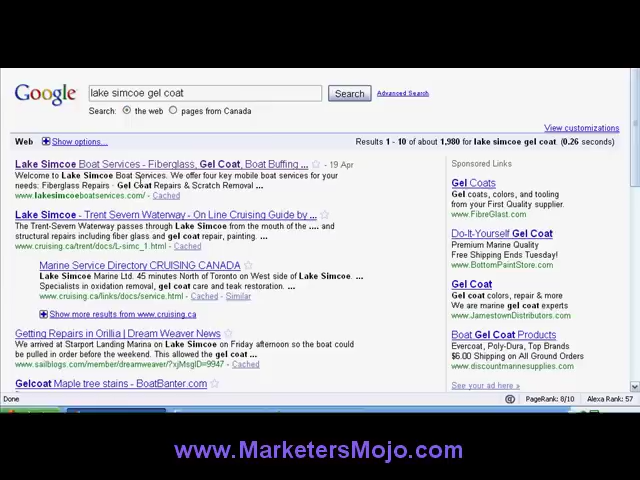 Google
lake simcoe gel coat
Search
Advanced Search
Search: the web pages from Canada
View customizations
Web Show options...
Results 1 - 10 of about 1,980 for lake simcoe gel coat (0.26 seconds)
Lake Simcoe Boat Services - Fiberglass, Gel Coat, Boat Buffing ... - 19 Apr
Welcome to Lake Simcoe Boat Services. We offer four key mobile boat services for your
needs: Fiberglass Repairs · Gel Coat Repairs & Scratch Removal ...
www.lakesimcoeboatservices.com/ - Cached
Lake Simcoe - Trent Severn Waterway - On Line Cruising Guide by ...
The Trent-Severn Waterway passes through Lake Simcoe from the mouth of the .... and
structural repairs including fiber glass and gel coat repair, painting. ...
www.cruising.ca/trent/docs/L-simc_1.html - Cached
Marine Service Directory CRUISING CANADA
Lake Simcoe Marine Ltd. 45 minutes North of Toronto on West side of Lake Simcoe. ...
Specialists in oxidation removal, gel coat care and teak restoration. ...
www.cruising.ca/links/docs/service.html - Cached - Similar
Show more results from www.cruising.ca
Getting Repairs in Orillia | Dream Weaver News
We arrived at Starport Landing Marina on Lake Simcoe on Friday afternoon so the boat could
be pulled in order before the weekend. This allowed the gel coat ...
www.sailblogs.com/member/dreamweaver/?xjMsgID=9947 - Cached
Gelcoat Maple tree stains - BoatBanter.com
Sponsored Links
Gel Coats
Gel coats, colors, and tooling
from your First Quality supplier.
www.FibreGlast.com
Do-It-Yourself Gel Coat
Premium Marine Quality
Free Shipping Ends Tuesday!
www.BottomPaintStore.com
Gel Coat
Gel coat colors, repair & more
We are marine gel coat experts
www.JamestownDistributors.com
Boat Gel Coat Products
Evercoat, Poly-Dura, Top Brands
$6.00 Shipping on All Ground Orders
www.discountmarinesupplies.com
See your ad here »
Done
PageRank: 8/10
Alexa Rank: 57
www.MarketersMojo.com